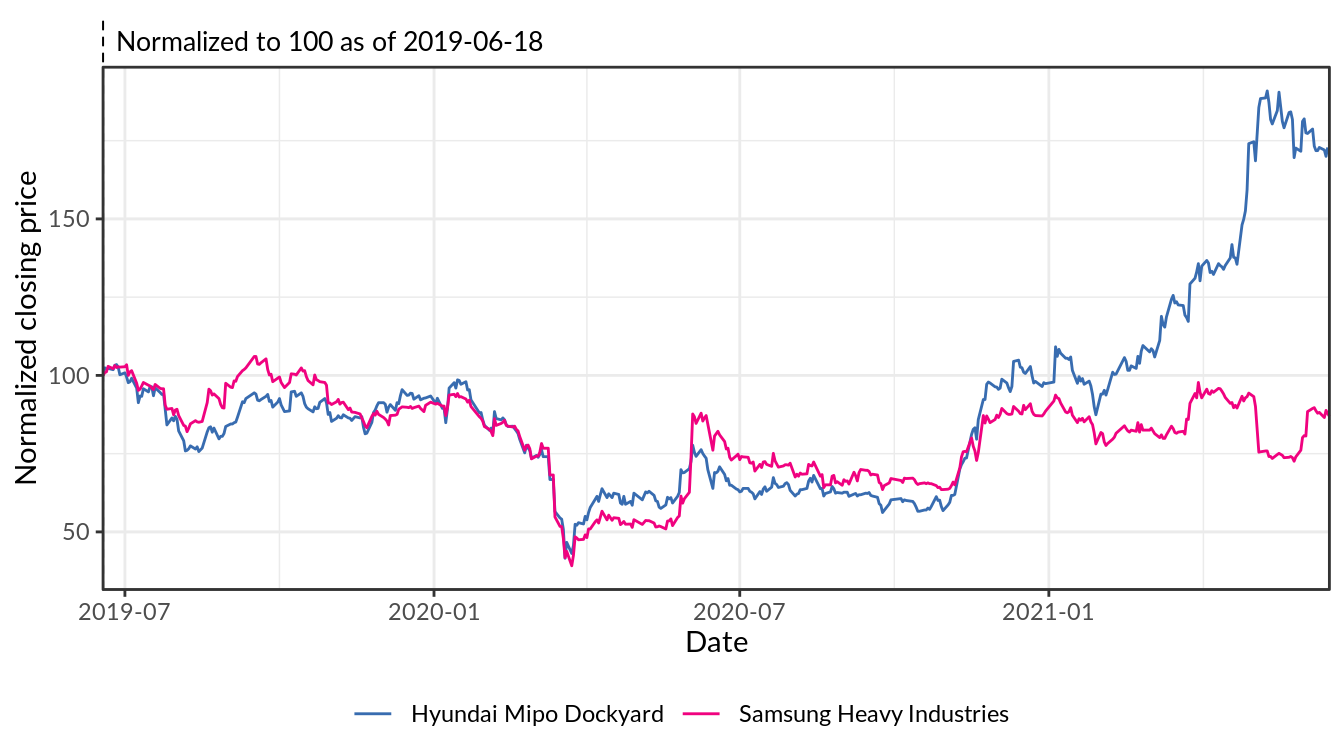 Normalized to 100 as of 2019-06-18
Normalized closing price
150
100
50
2019-07 2020-01 2020-07 2021-01
Date
Hyundai Mipo Dockyard Samsung Heavy Industries